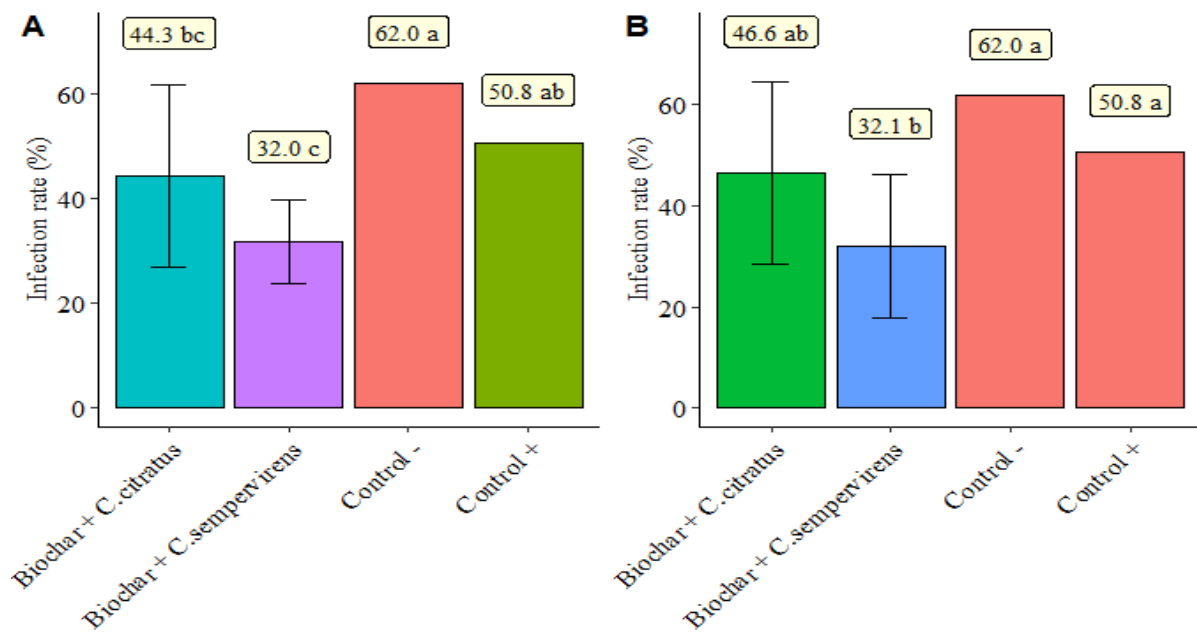 A
44.3 bc
32.0 c
62.0 a
50.8 ab
Infection rate (%)
60
40
20
0
Biochar + C.citratus
Biochar + C.sempervirens
Control -
Control +
B
46.6 ab
32.1 b
62.0 a
50.8 a
Infection rate (%)
60
40
20
0
Biochar + C.citratus
Biochar + C.sempervirens
Control -
Control +